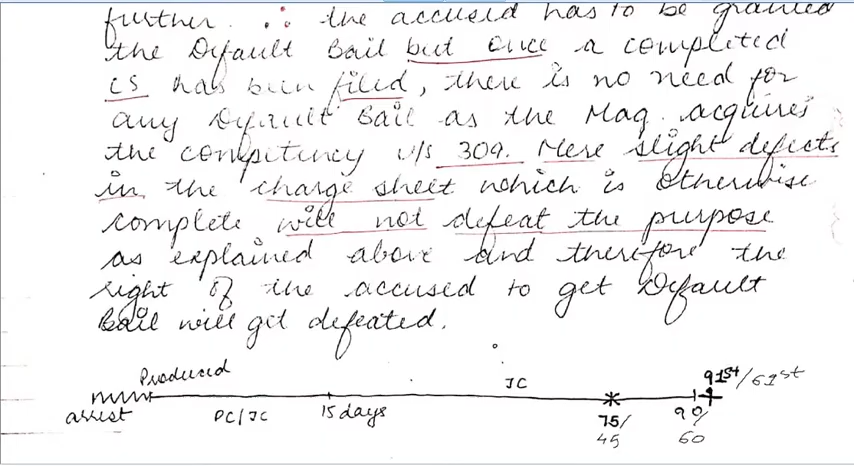 further. ∴ the accused has to be granted
the Default Bail but once a completed
CS has been filed, there is no need for
any Default Bail as the Mag. acquires
the competency u/s 309. Mere slight defects
in the charge sheet which is otherwise
complete will not defeat the purpose
as explained above and therefore the
right of the accused to get Default
Bail will get defeated.
Produced JC 91st/61st
arrest PC/JC 15 days 75/ 90/
45 60